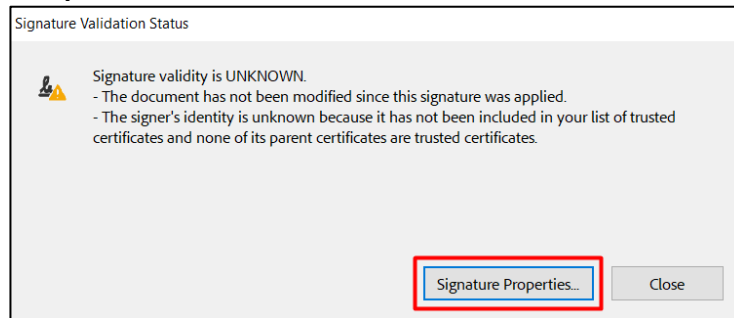 Signature Validation Status
Signature validity is UNKNOWN.
- The document has not been modified since this signature was applied.
- The signer's identity is unknown because it has not been included in your list of trusted
certificates and none of its parent certificates are trusted certificates.
Signature Properties...
Close